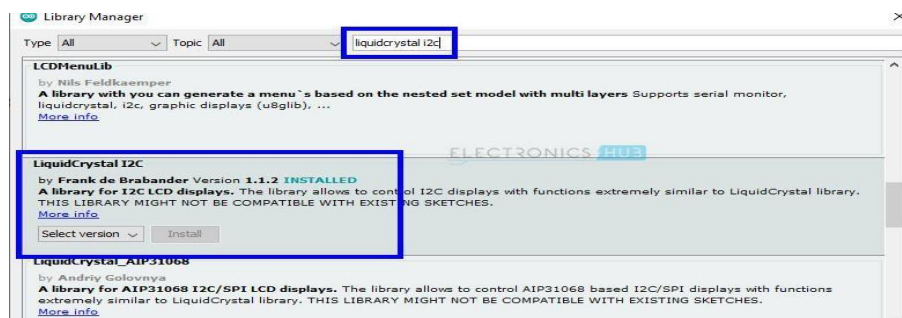 Library Manager
Type All Topic All liquidcrystal i2c
LCDMenuLib
by Nils Feldkaemper
A library with you can generate a menu`s based on the nested set model with multi layers Supports serial monitor,
liquidcrystal, i2c, graphic displays (u8glib), ...
More info
ELECTRONICS HUB
LiquidCrystal I2C
by Frank de Brabander Version 1.1.2 INSTALLED
A library for I2C LCD displays. The library allows to control I2C displays with functions extremely similar to LiquidCrystal library.
THIS LIBRARY MIGHT NOT BE COMPATIBLE WITH EXISTING SKETCHES.
More info
Select version Install
LiquidCrystal_AIP31068
by Andriy Golovnya
A library for AIP31068 I2C/SPI LCD displays. The library allows to control AIP31068 based I2C/SPI displays with functions
extremely similar to LiquidCrystal library. THIS LIBRARY MIGHT NOT BE COMPATIBLE WITH EXISTING SKETCHES.
More info